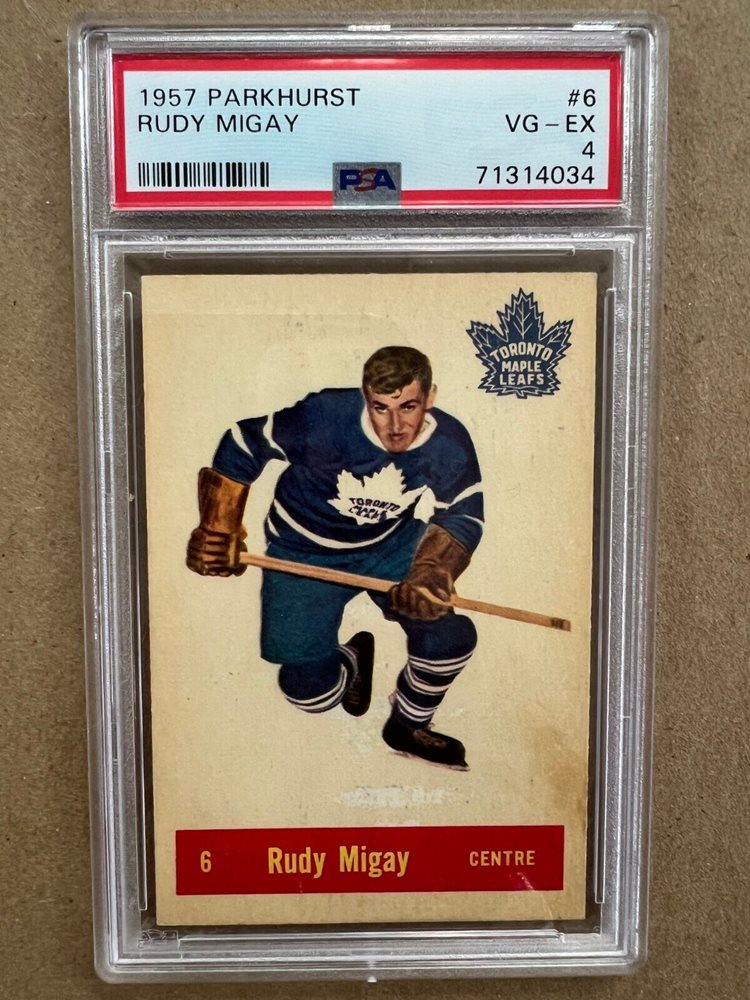 1957 PARKHURST #6
RUDY MIGAY VG-EX
4
PSA 71314034
TORONTO
MAPLE
LEAFS
TORONTO
MAPLE
LEAFS
6 Rudy Migay CENTRE